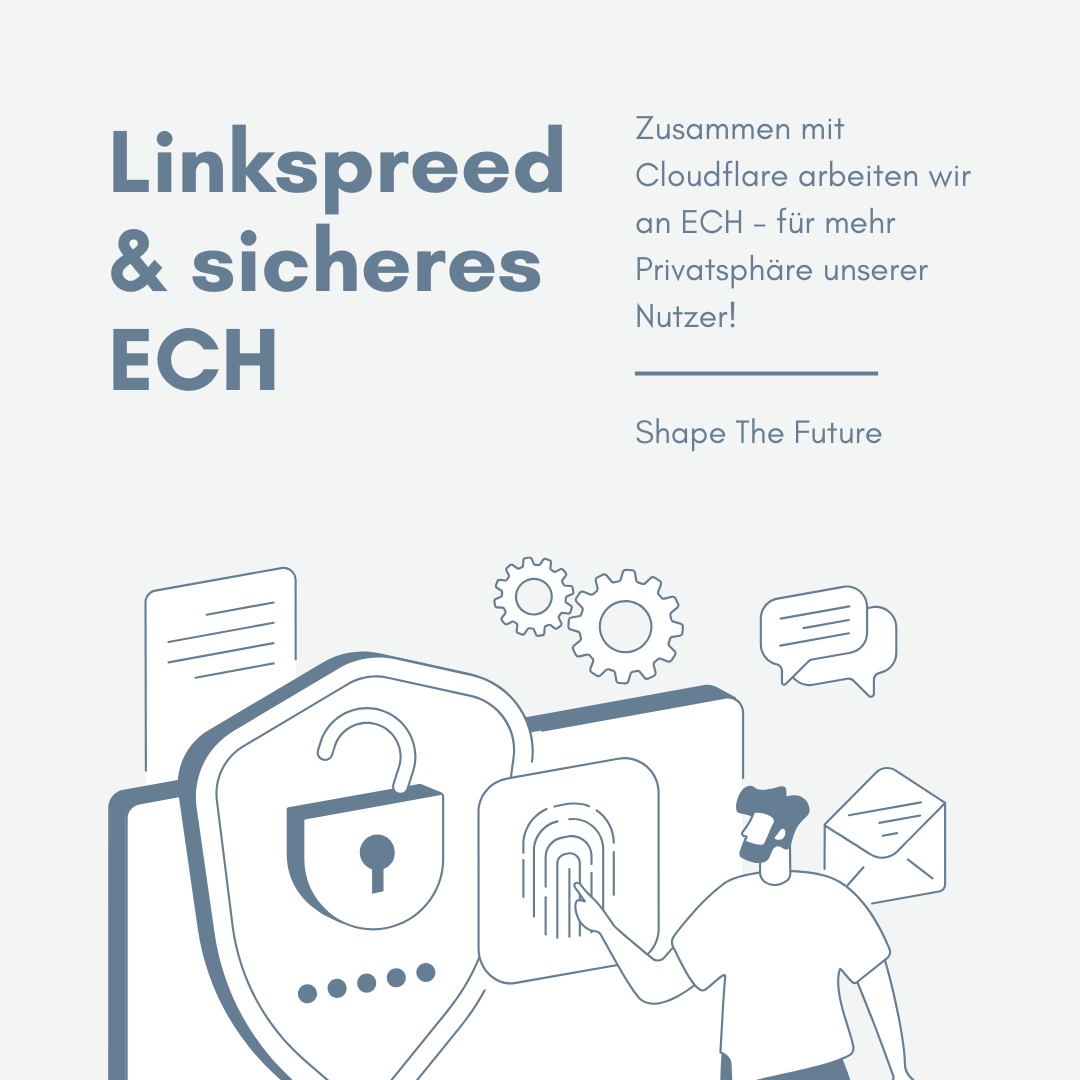 Linkspreed
& sicheres
ECH
Zusammen mit
Cloudflare arbeiten wir
an ECH - für mehr
Privatsphäre unserer
Nutzer!
Shape The Future